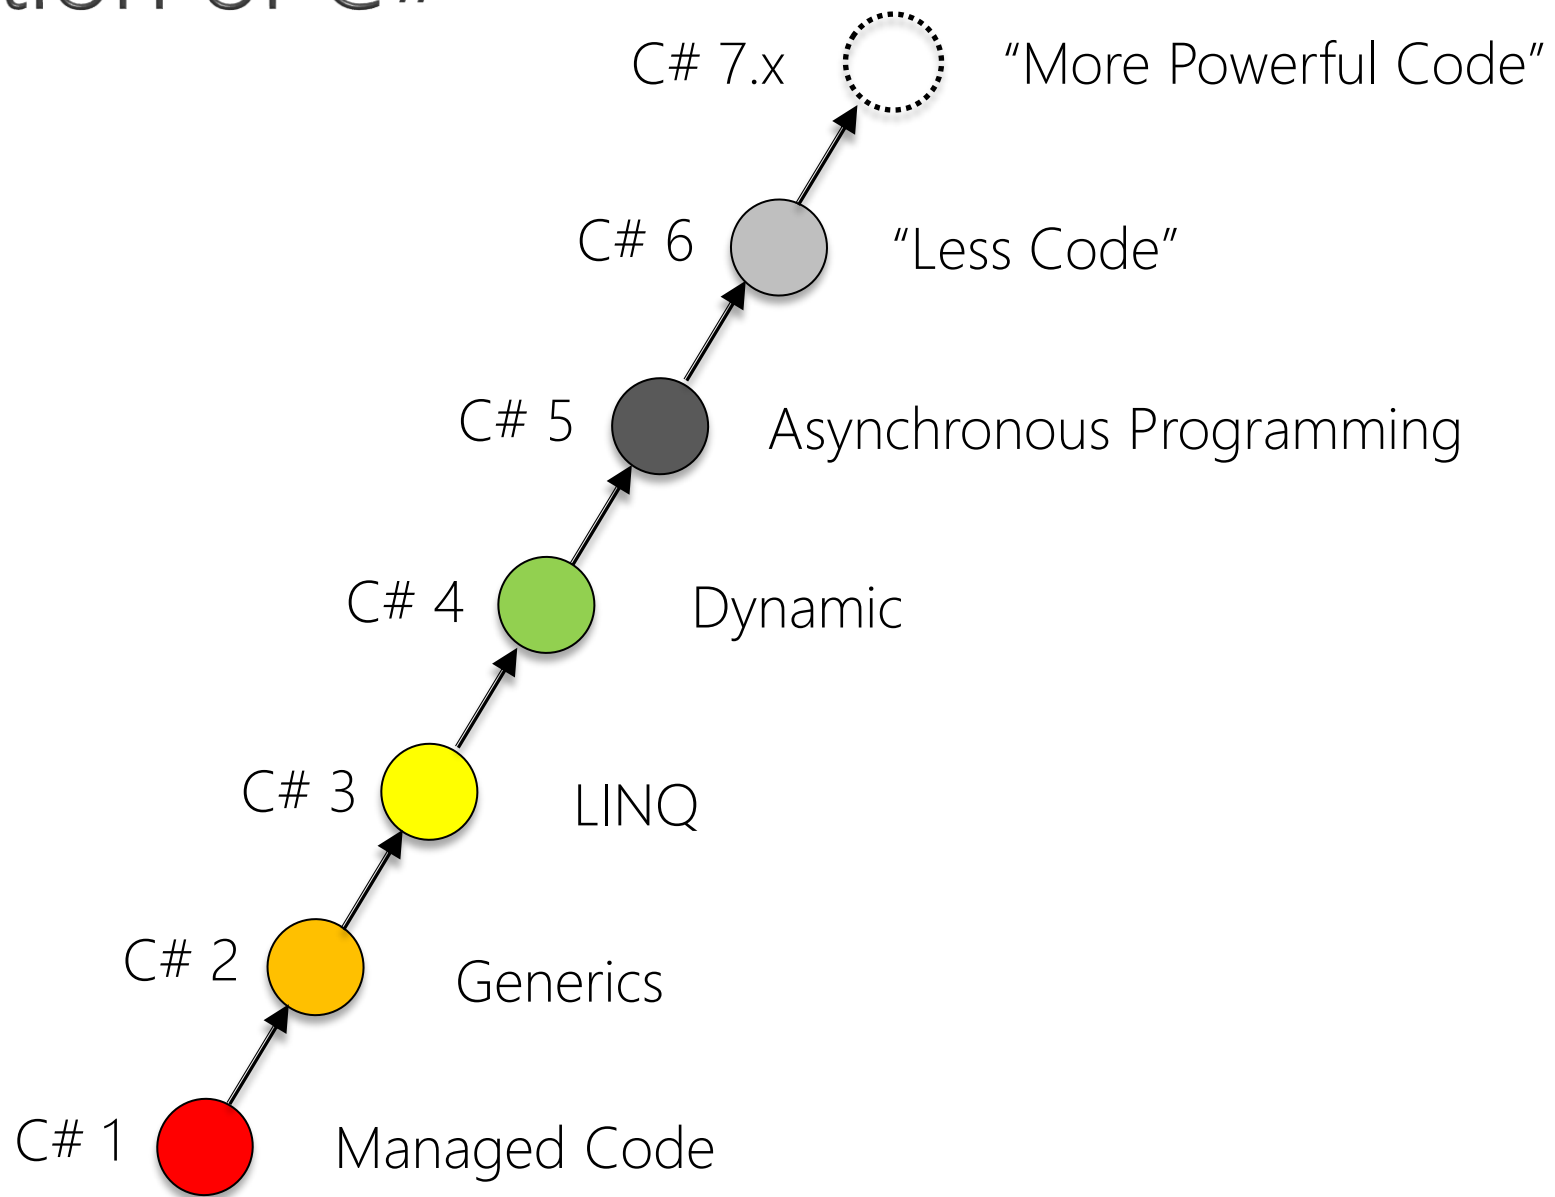 of C#
C# 7.x “More Powerful Code”
C# 6 “Less Code”
C# 5 Asynchronous Programming
C# 4 Dynamic
C# 3 LINQ
C# 2 Generics
C# 1 Managed Code